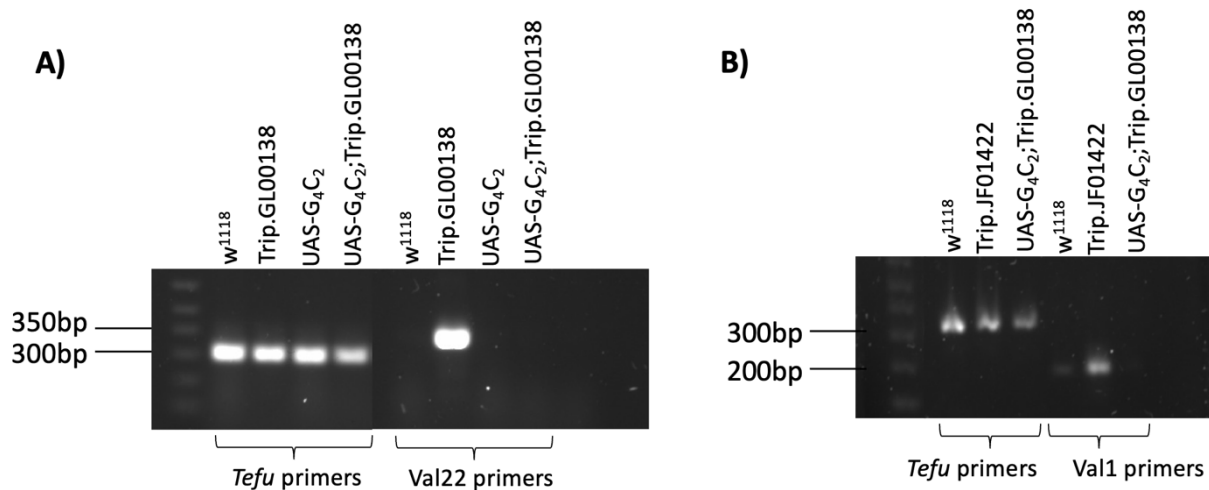 A)
w¹¹¹⁸
Trip.GL00138
UAS-G₄C₂
UAS-G₄C₂;Trip.GL00138
w¹¹¹⁸
Trip.GL00138
UAS-G₄C₂
UAS-G₄C₂;Trip.GL00138
350bp
300bp
Tefu primers
Val22 primers
B)
w¹¹¹⁸
Trip.JF01422
UAS-G₄C₂;Trip.GL00138
w¹¹¹⁸
Trip.JF01422
UAS-G₄C₂;Trip.GL00138
300bp
200bp
Tefu primers
Val1 primers